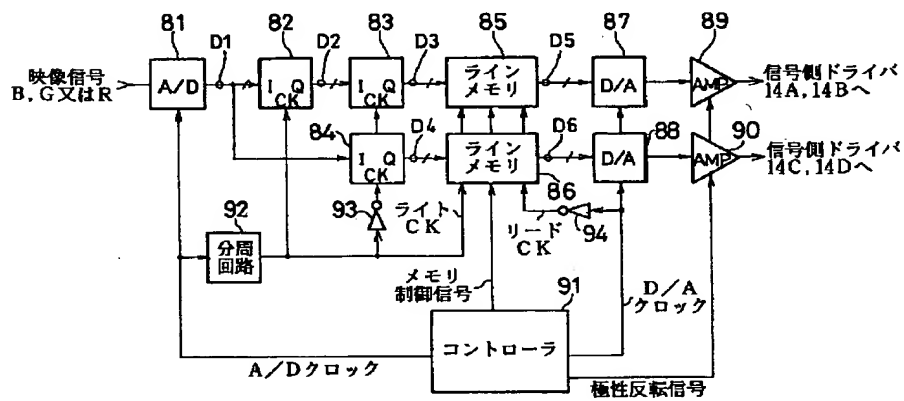 81
82
83
85
87
89
D1
D2
D3
D5
映像信号
B,G又はR
A/D
I Q
CK
I Q
CK
ライン
メモリ
D/A
AMP
信号側ドライバ
14A,14Bへ
84
D4
D6
88
90
I Q
CK
ライン
メモリ
D/A
AMP
信号側ドライバ
14C,14Dへ
86
92
93
94
ライト
CK
リード
CK
分周
回路
メモリ
制御信号
91
D/A
クロック
コントローラ
A/Dクロック
極性反転信号